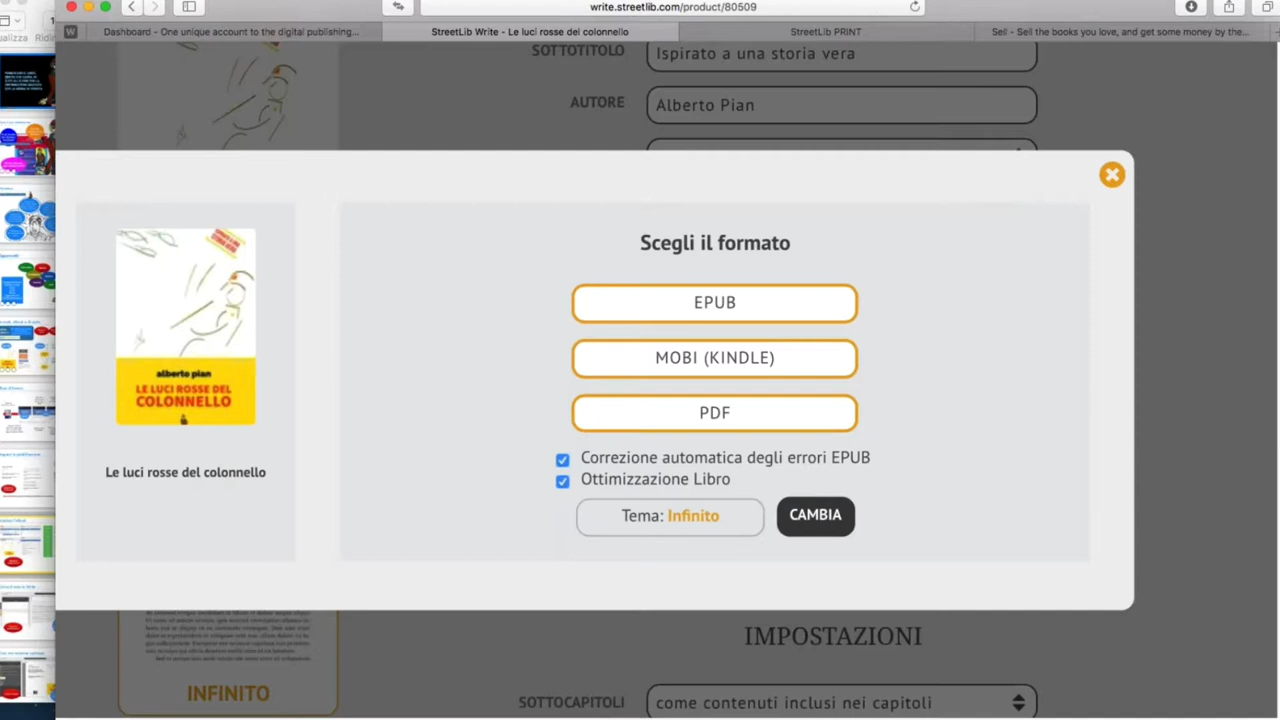 write.streetlib.com/product/80509
Dashboard - One unique account to the digital publishing...
StreetLib Write - Le luci rosse del colonnello
StreetLib PRINT
Sell - Sell the books you love, and get some money by the...
SOTTOTITOLO
Ispirato a una storia vera
AUTORE
Alberto Pian
Scegli il formato
EPUB
MOBI (KINDLE)
PDF
Correzione automatica degli errori EPUB
Ottimizzazione Libro
Tema: Infinito
CAMBIA
alberto pian
LE LUCI ROSSE DEL
COLONNELLO
Le luci rosse del colonnello
INFINITO
IMPOSTAZIONI
SOTTOCAPITOLI
come contenuti inclusi nei capitoli